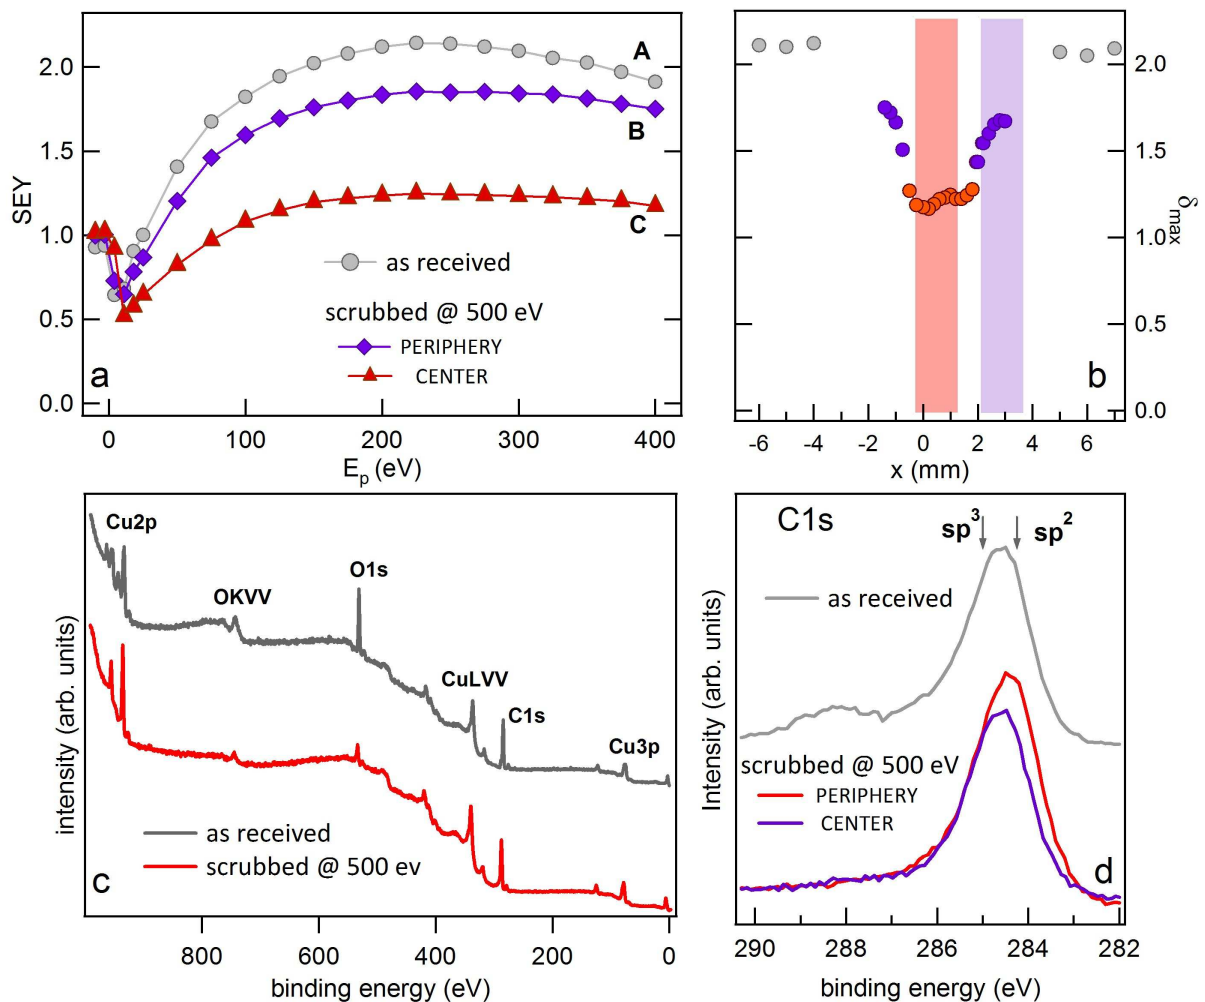 2.0
1.5
1.0
0.5
0.0
SEY
A
B
C
as received
scrubbed @ 500 eV
PERIPHERY
CENTER
a
0
100
200
300
400
Ep (eV)
2.0
1.5
1.0
0.5
0.0
δmax
b
-6
-4
-2
0
2
4
6
x (mm)
Cu2p
OKVV
O1s
CuLVV
C1s
Cu3p
intensity (arb. units)
as received
scrubbed @ 500 ev
c
800
600
400
200
0
binding energy (eV)
C1s
sp3
sp2
as received
Intensity (arb. units)
scrubbed @ 500 eV
PERIPHERY
CENTER
d
290
288
286
284
282
binding energy (eV)